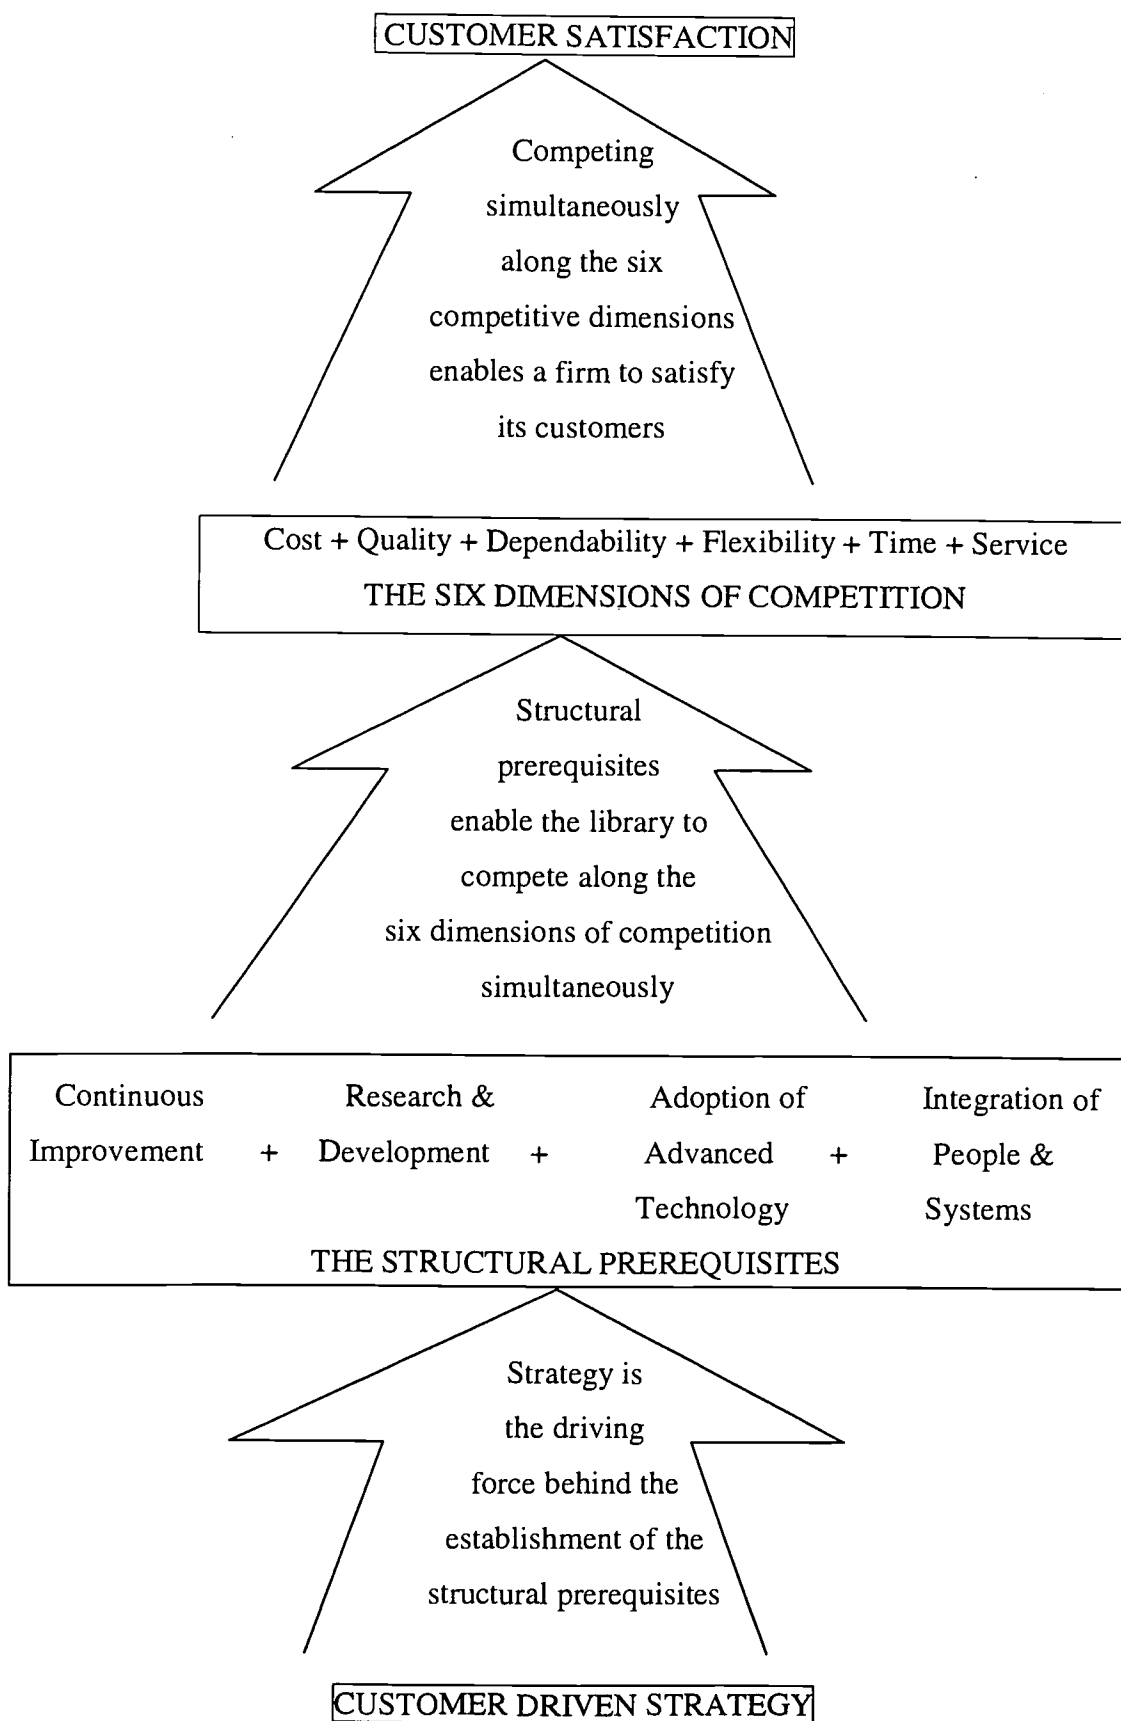 CUSTOMER SATISFACTION
Competing
simultaneously
along the six
competitive dimensions
enables a firm to satisfy
its customers
Cost + Quality + Dependability + Flexibility + Time + Service
THE SIX DIMENSIONS OF COMPETITION
Structural
prerequisites
enable the library to
compete along the
six dimensions of competition
simultaneously
Continuous Research & Adoption of Integration of
Improvement + Development + Advanced + People &
Technology Systems
THE STRUCTURAL PREREQUISITES
Strategy is
the driving
force behind the
establishment of the
structural prerequisites
CUSTOMER DRIVEN STRATEGY